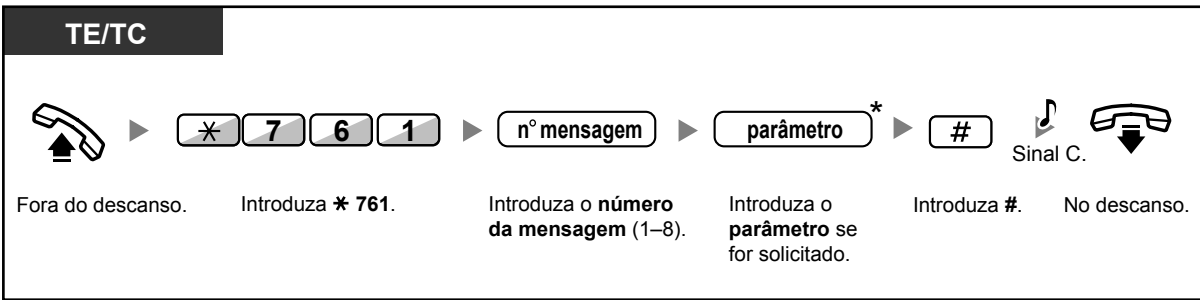 TE/TC
✳ 7 6 1
n° mensagem
parâmetro*
#
Sinal C.
Fora do descanso.
Introduza ✳ 761.
Introduza o número
da mensagem (1–8).
Introduza o
parâmetro se
for solicitado.
Introduza #.
No descanso.